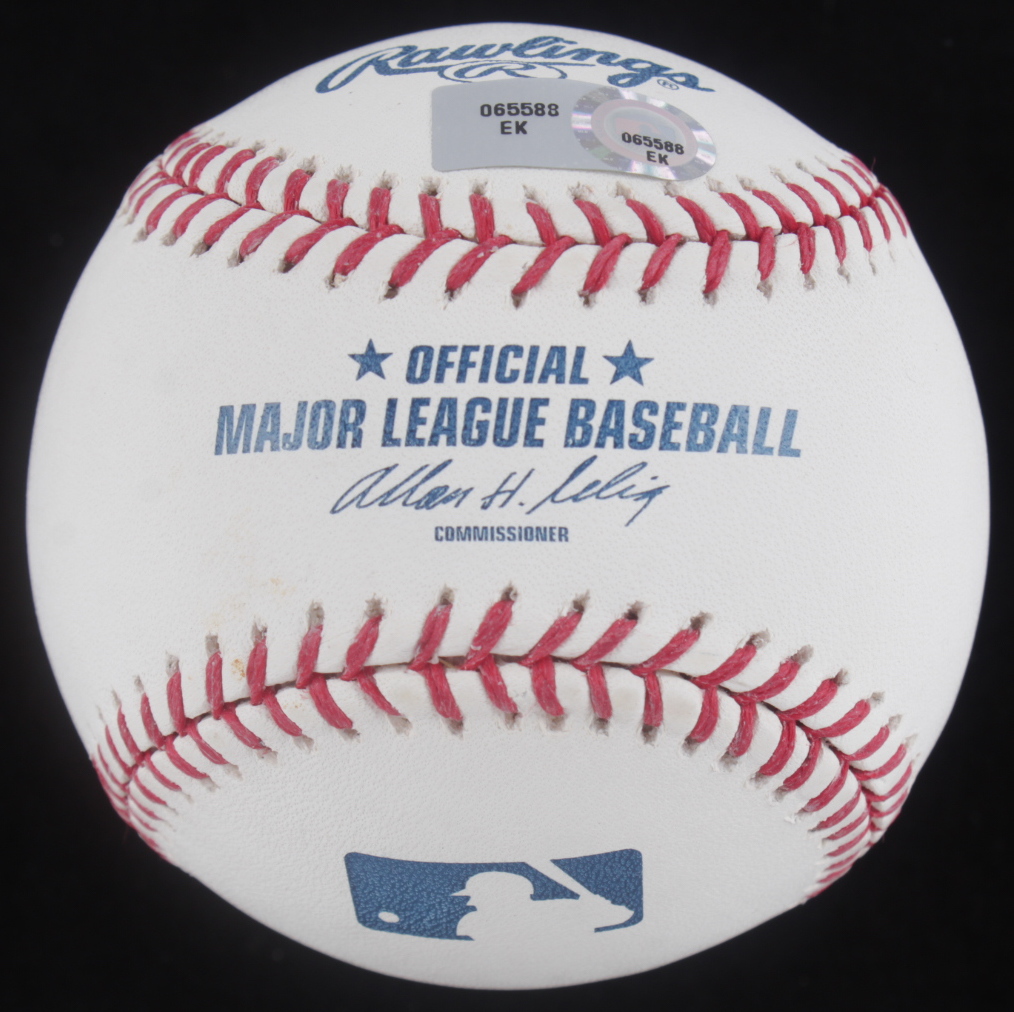 Rawlings®
R
065588
EK
065588
EK
★ OFFICIAL ★
MAJOR LEAGUE BASEBALL
Allan H. Selig
COMMISSIONER